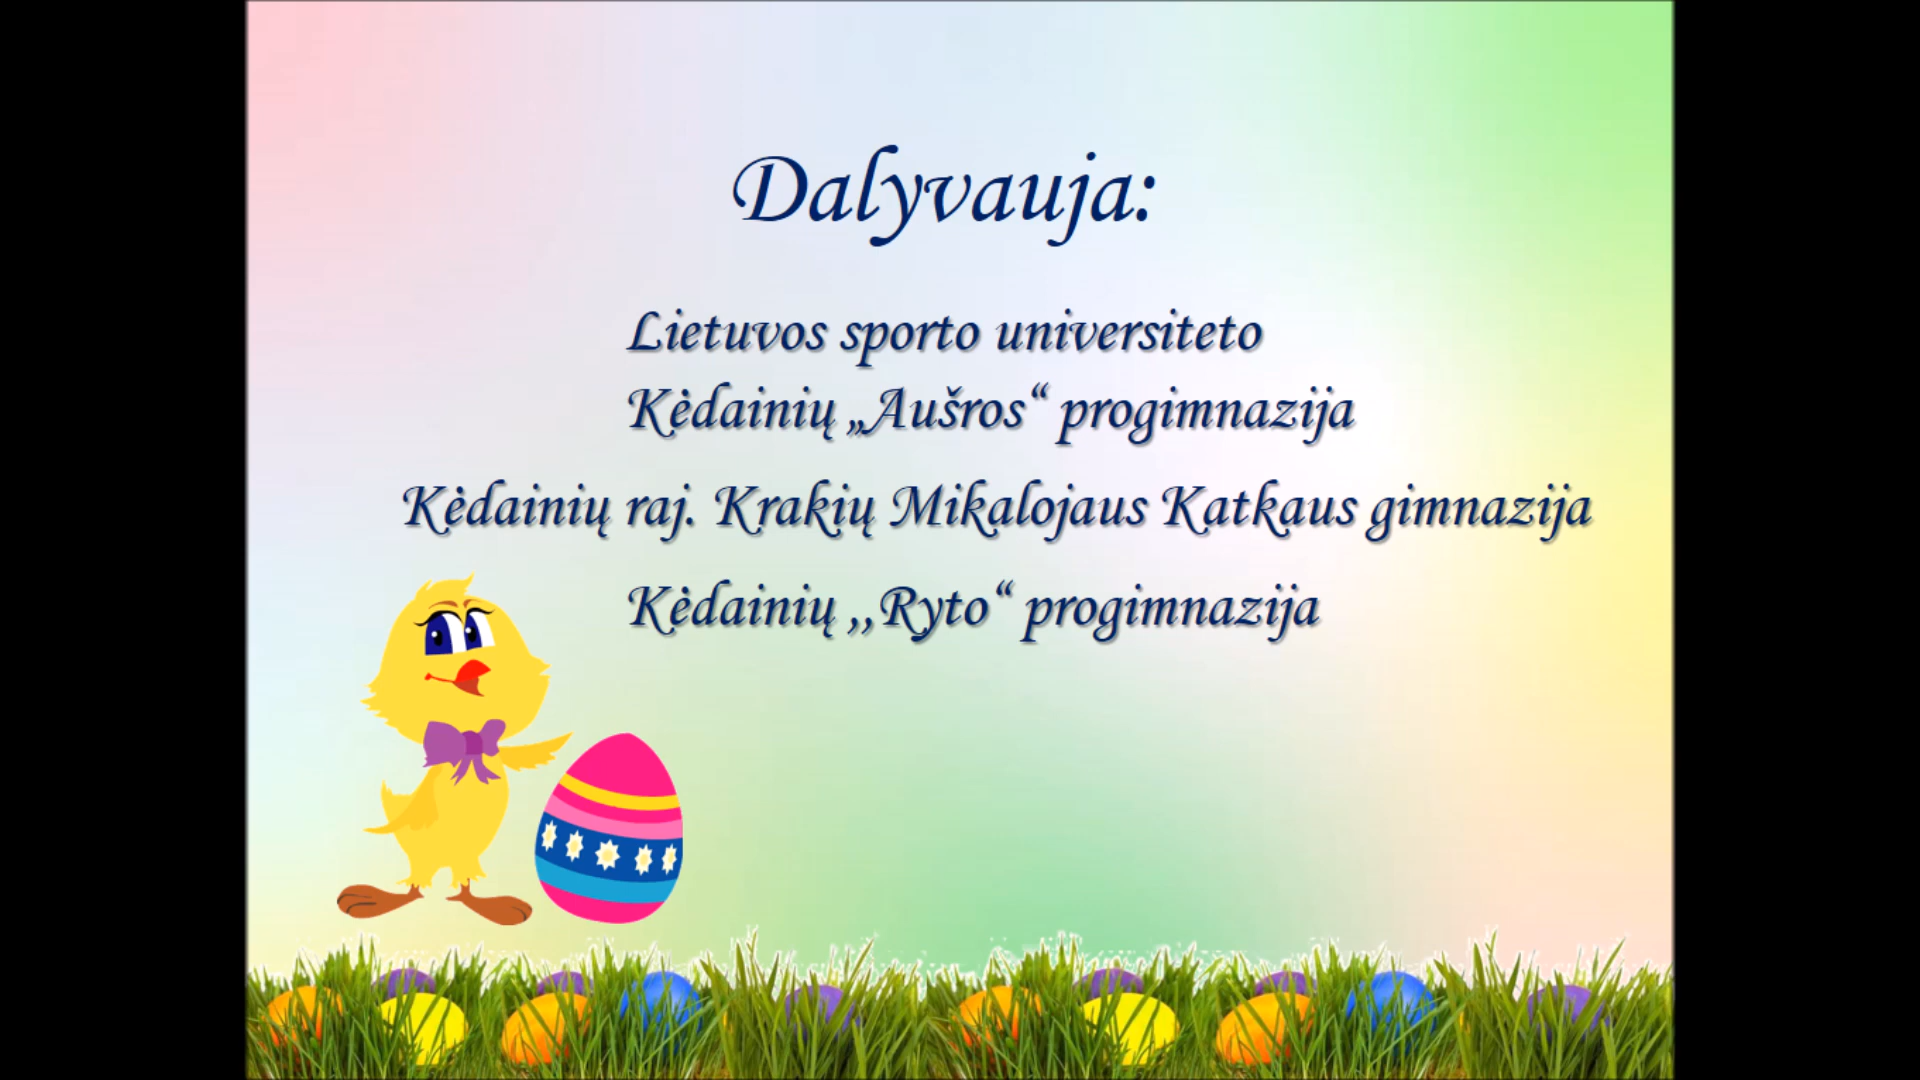 Dalyvauja:
Lietuvos sporto universiteto
Kėdainių „Aušros“ progimnazija
Kėdainių raj. Krakių Mikalojaus Katkaus gimnazija
Kėdainių ,,Ryto“ progimnazija